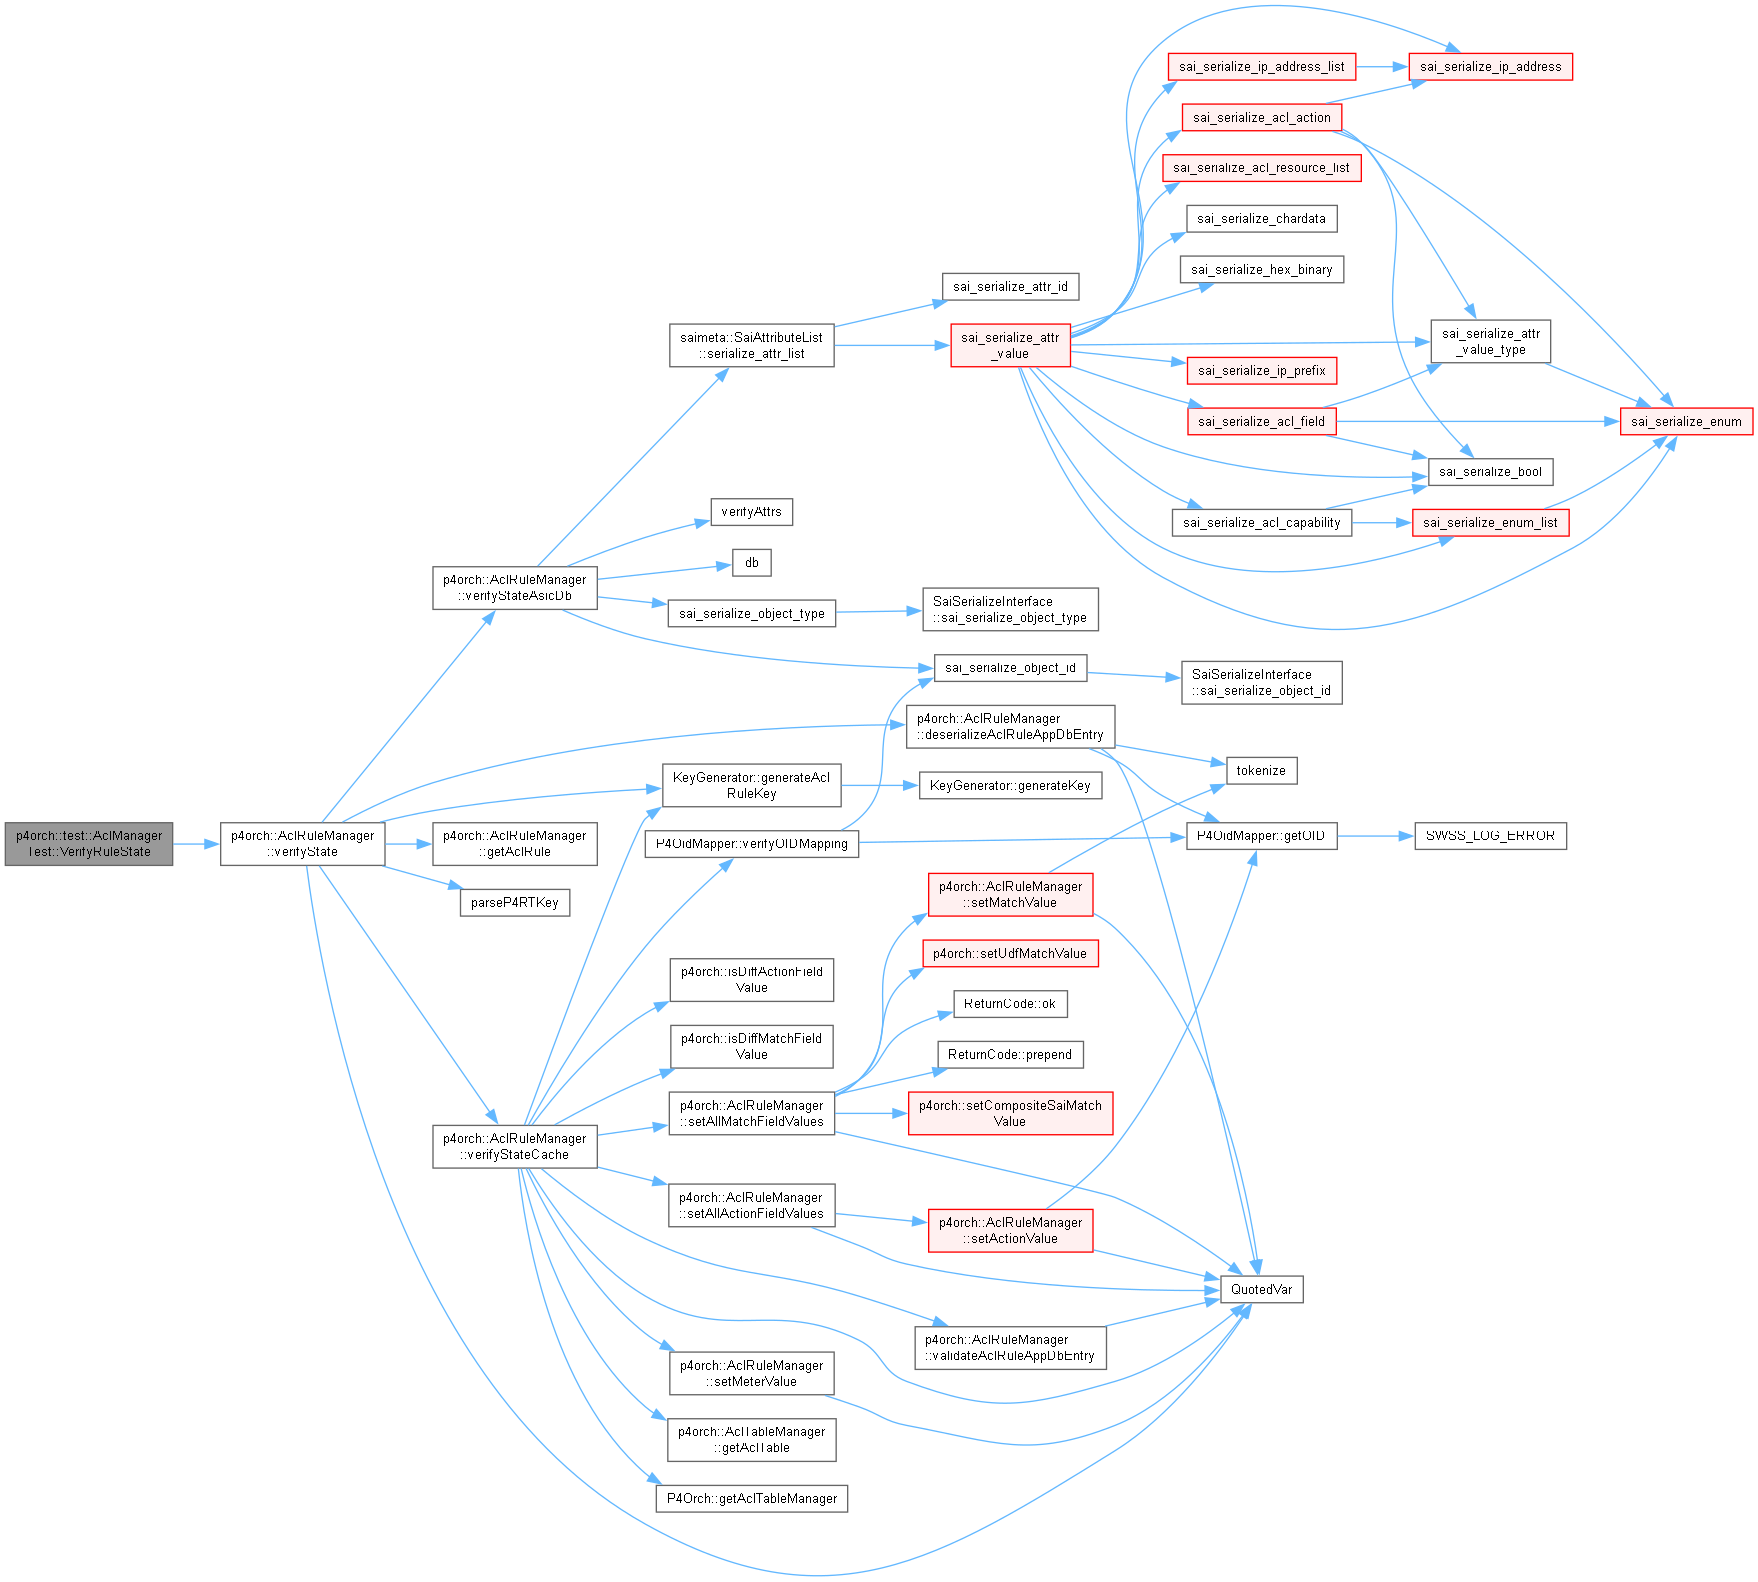 sai_serialize_ip_address_list
sai_serialize_ip_address
sai_serialize_acl_action
sai_serialize_acl_resource_list
sai_serialize_chardata
sai_serialize_hex_binary
sai_serialize_attr_id
saimeta::SaiAttributeList
::serialize_attr_list
sai_serialize_attr
_value
sai_serialize_attr
_value_type
sai_serialize_ip_prefix
sai_serialize_acl_field
sai_serialize_enum
sai_serialize_bool
sai_serialize_acl_capability
sai_serialize_enum_list
verifyAttrs
db
p4orch::AclRuleManager
::verifyStateAsicDb
sai_serialize_object_type
SaiSerializeInterface
::sai_serialize_object_type
sai_serialize_object_id
SaiSerializeInterface
::sai_serialize_object_id
p4orch::AclRuleManager
::deserializeAclRuleAppDbEntry
tokenize
KeyGenerator::generateAcl
RuleKey
KeyGenerator::generateKey
p4orch::test::AclManager
Test::VerifyRuleState
p4orch::AclRuleManager
::verifyState
p4orch::AclRuleManager
::getAclRule
P4OidMapper::verifyOIDMapping
P4OidMapper::getOID
SWSS_LOG_ERROR
parseP4RTKey
p4orch::AclRuleManager
::setMatchValue
p4orch::setUdfMatchValue
p4orch::isDiffActionField
Value
ReturnCode::ok
p4orch::isDiffMatchField
Value
ReturnCode::prepend
p4orch::AclRuleManager
::setAllMatchFieldValues
p4orch::setCompositeSaiMatch
Value
p4orch::AclRuleManager
::verifyStateCache
p4orch::AclRuleManager
::setAllActionFieldValues
p4orch::AclRuleManager
::setActionValue
QuotedVar
p4orch::AclRuleManager
::validateAclRuleAppDbEntry
p4orch::AclRuleManager
::setMeterValue
p4orch::AclTableManager
::getAclTable
P4Orch::getAclTableManager